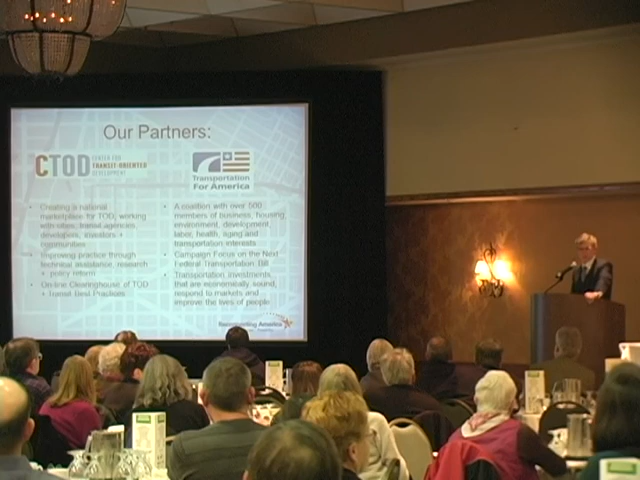 Our Partners:
CTOD
CENTER FOR
TRANSIT-ORIENTED
DEVELOPMENT
• Creating a national
marketplace for TOD, working
with cities, transit agencies,
developers, investors +
communities
• Improving practice through
technical assistance, research
+ policy reform
• On-line Clearinghouse of TOD
+ Transit Best Practices
Transportation
For America
• A coalition with over 500
members of business, housing,
environment, development,
labor, health, aging and
transportation interests
• Campaign Focus on the Next
Federal Transportation Bill
• Transportation investments
that are economically sound,
respond to markets and
improve the lives of people
Reconnecting America